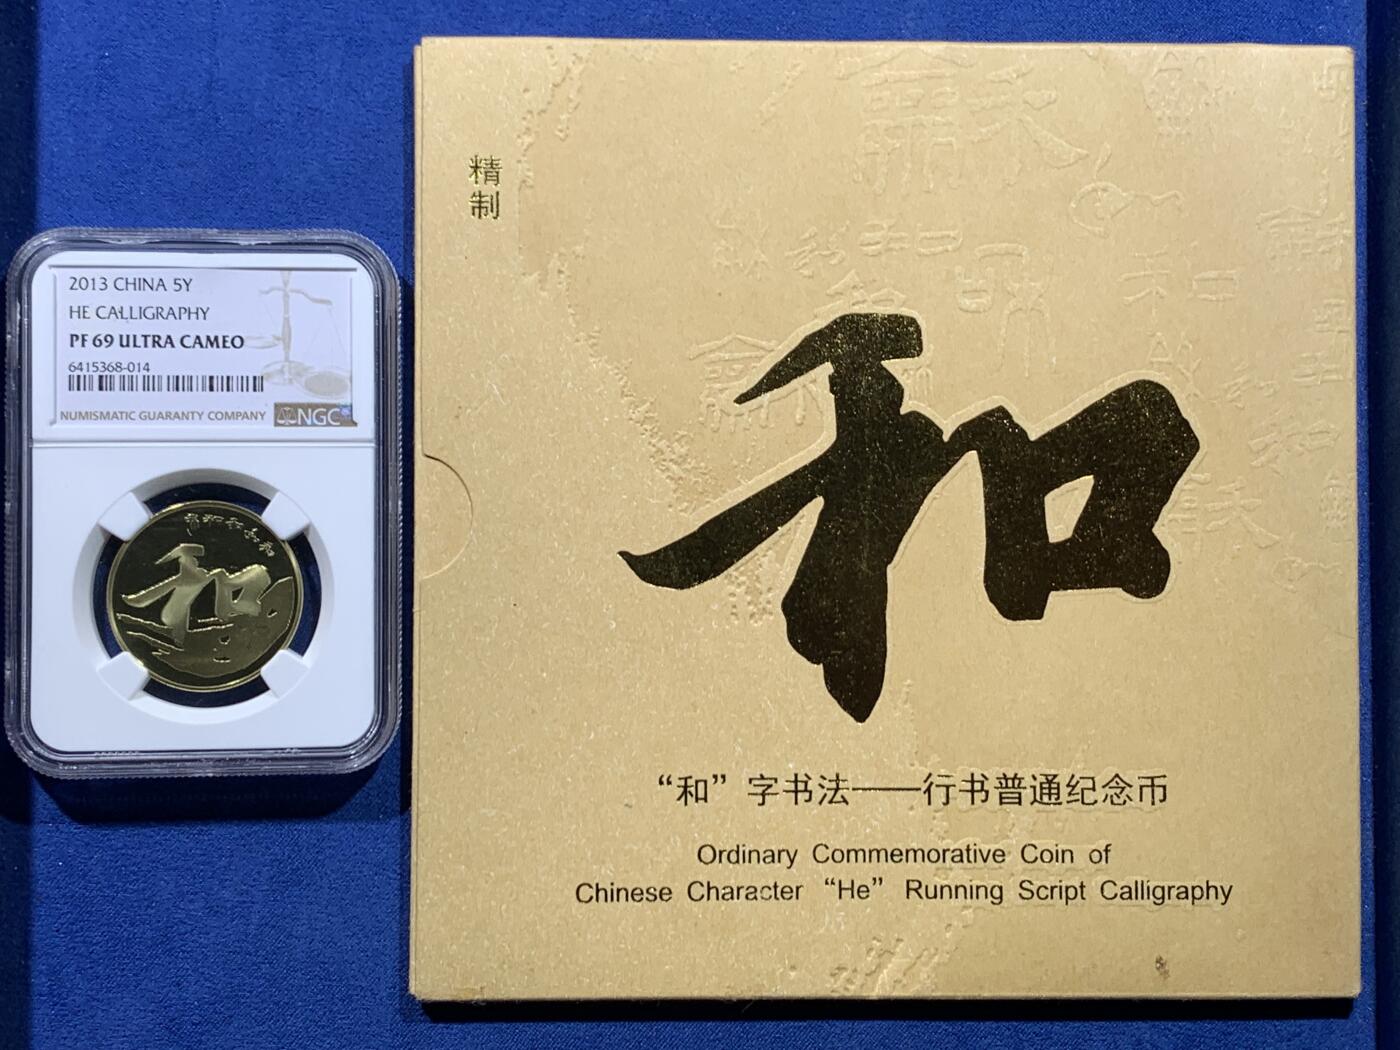 2013 CHINA 5Y
HE CALLIGRAPHY
PF 69 ULTRA CAMEO
6415368-014
NUMISMATIC GUARANTY COMPANY
NGC
和
精
制
和
“和”字书法——行书普通纪念币
Ordinary Commemorative Coin of
Chinese Character “He” Running Script Calligraphy